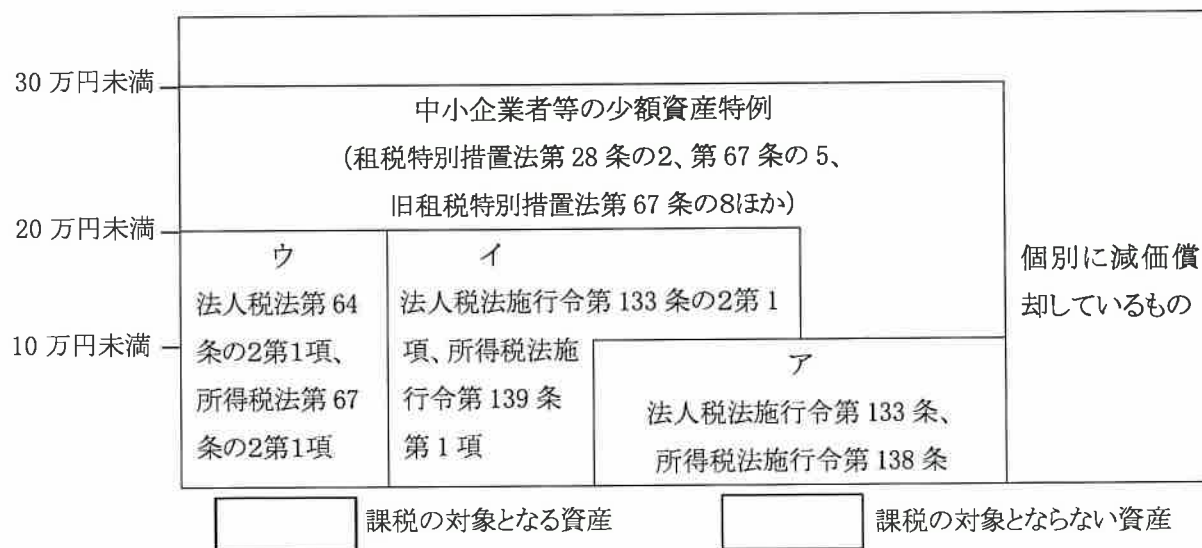 30 万円未満
中小企業者等の少額資産特例
(租税特別措置法第 28 条の2、第 67 条の 5、
旧租税特別措置法第 67 条の8ほか)
20 万円未満
ウ
法人税法第 64
条の2第1項、
所得税法第 67
条の2第1項
イ
法人税法施行令第 133 条の2第 1
項、所得税法施
行令第 139 条
第 1 項
10 万円未満
ア
法人税法施行令第 133 条、
所得税法施行令第 138 条
個別に減価償
却しているもの
課税の対象となる資産
課税の対象とならない資産